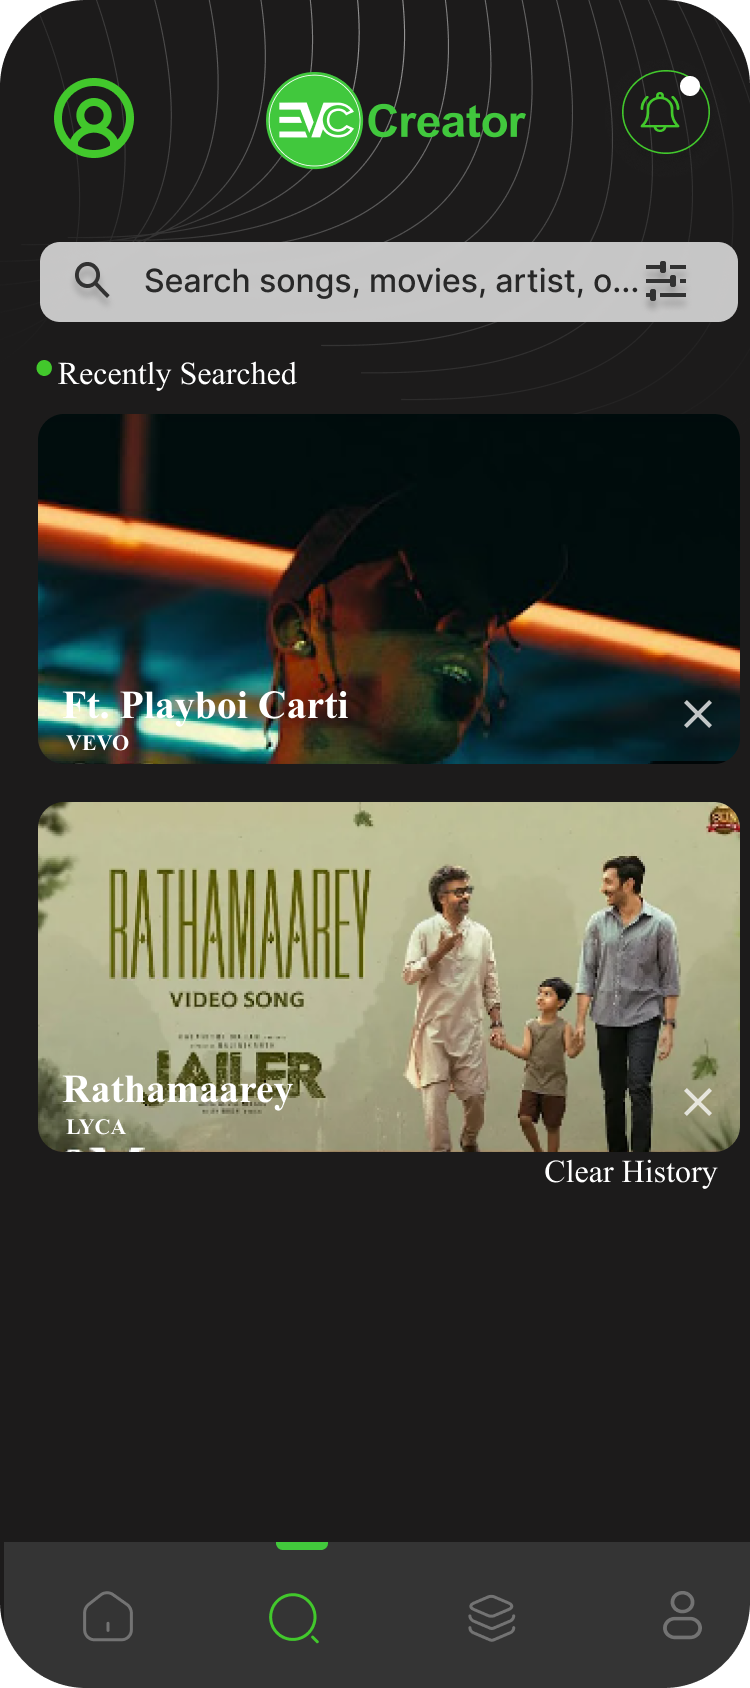 EVC Creator
Search songs, movies, artist, o...
Recently Searched
Ft. Playboi Carti
VEVO
RATHAMAAREY
VIDEO SONG
JAILER
Rathamaarey
LYCA
Clear History